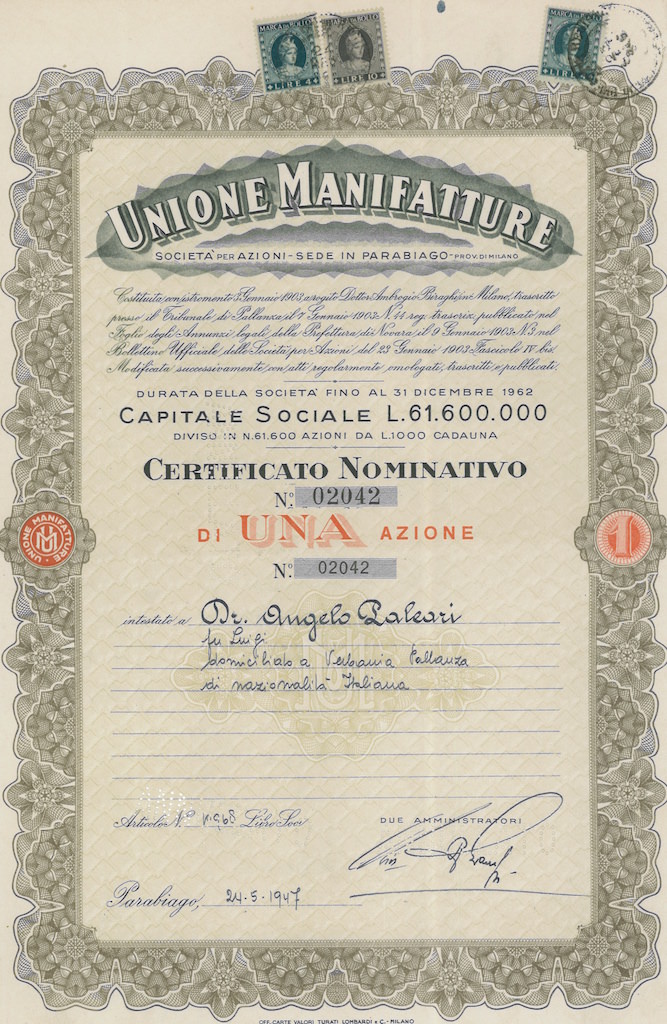 MARCA DA BOLLO MARCA DA BOLLO MARCA DA BOLLO
LIRE 4 LIRE 10 LIRE
UNIONE MANIFATTURE
SOCIETÀ PER AZIONI - SEDE IN PARABIAGO - PROV. DI MILANO
Costituita con istromento 5 Gennaio 1903 a rogito Dottor Ambrogio Biraghi in Milano, trascritto
presso il Tribunale di Pallanza il 7 Gennaio 1903 N. 44 reg. trascriz. pubblicato nel
Foglio degli Annunzi legali della Prefettura di Novara il 9 Gennaio 1903 N. 3 nel
Bollettino Ufficiale delle Società per Azioni del 23 Gennaio 1903 Fascicolo IV bis.
Modificata successivamente con atti regolarmente omologati, trascritti e pubblicati.
DURATA DELLA SOCIETÀ FINO AL 31 DICEMBRE 1962
CAPITALE SOCIALE L. 61.600.000
DIVISO IN N. 61.600 AZIONI DA L. 1000 CADAUNA
CERTIFICATO NOMINATIVO
N.º 02042
DI UNA AZIONE
UNIONE MANIFATTURE
UM
1
N.º 02042
intestato a Dr. Angelo Paleari
fu Luigi
domiciliato a Verbania Pallanza
di nazionalità Italiana
Articolo N.º Libro Soci
DUE AMMINISTRATORI
Parabiago, 24-5-1947
OFF. CARTE VALORI TURATI LOMBARDI e C. - MILANO